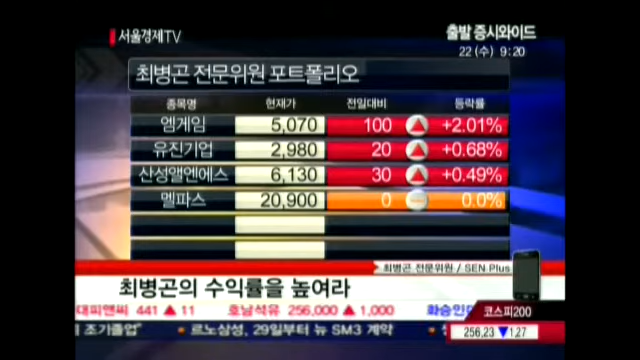 서울경제TV
출발 증시와이드
22 (수) 9:20
최병곤 전문위원 포트폴리오
종목명 현재가 전일대비 등락률
엠게임 5,070 100 ▲ +2.01%
유진기업 2,980 20 ▲ +0.68%
산성앨엔에스 6,130 30 ▲ +0.49%
멜파스 20,900 0 0.0%
최병곤 전문위원 / SEN Plus
최병곤의 수익률을 높여라
대피앤씨 441 ▲ 11 호남석유 256,000 ▲ 1,000 화승인더
코스피200
256.23 ▼ 1.27
조기졸업" • 르노삼성, 29일부터 뉴 SM3 계약